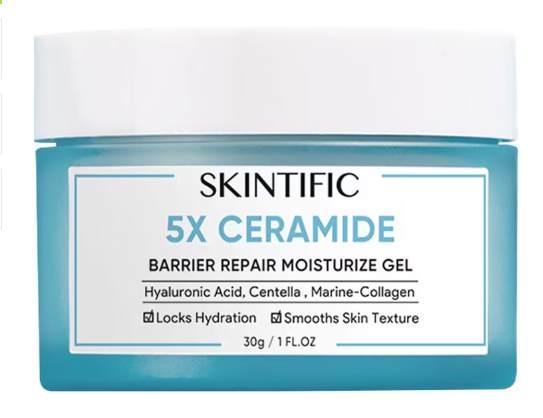 SKINTIFIC
5X CERAMIDE
BARRIER REPAIR MOISTURIZE GEL
Hyaluronic Acid, Centella , Marine-Collagen
☑Locks Hydration ☑Smooths Skin Texture
30g / 1 FL.OZ